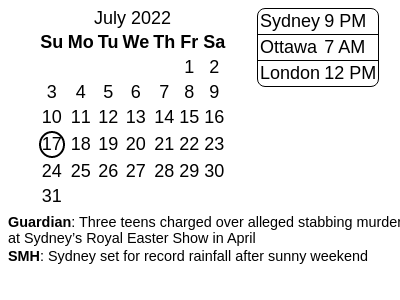 July 2022
Su Mo Tu We Th Fr Sa
1 2
3 4 5 6 7 8 9
10 11 12 13 14 15 16
17 18 19 20 21 22 23
24 25 26 27 28 29 30
31
Sydney 9 PM
Ottawa 7 AM
London 12 PM
Guardian: Three teens charged over alleged stabbing murder
at Sydney’s Royal Easter Show in April
SMH: Sydney set for record rainfall after sunny weekend